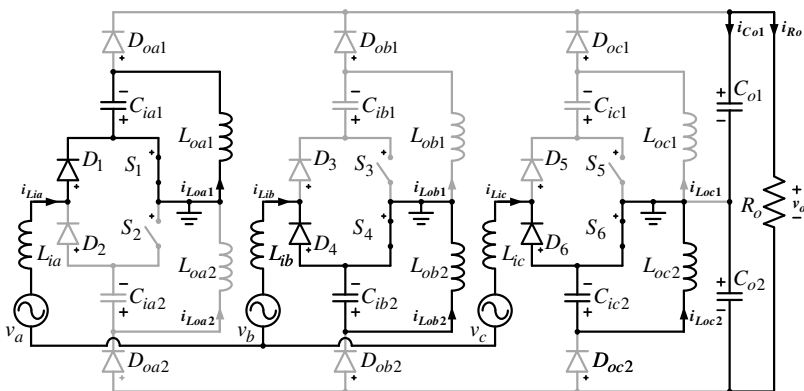 D_oa1 D_ob1 D_oc1 i_Co1 i_Ro
C_ia1 C_ib1 C_ic1 C_o1
L_oa1 L_ob1 L_oc1
D_1 S_1 D_3 S_3 D_5 S_5
i_Lia i_Loa1 i_Lib i_Lob1 i_Lic i_Loc1 R_o v_o
L_ia D_2 S_2 L_oa2 L_ib D_4 S_4 L_ob2 L_ic D_6 S_6 L_oc2 C_o2
C_ia2 C_ib2 C_ic2
v_a i_Loa2 v_b i_Lob2 v_c i_Loc2
D_oa2 D_ob2 D_oc2